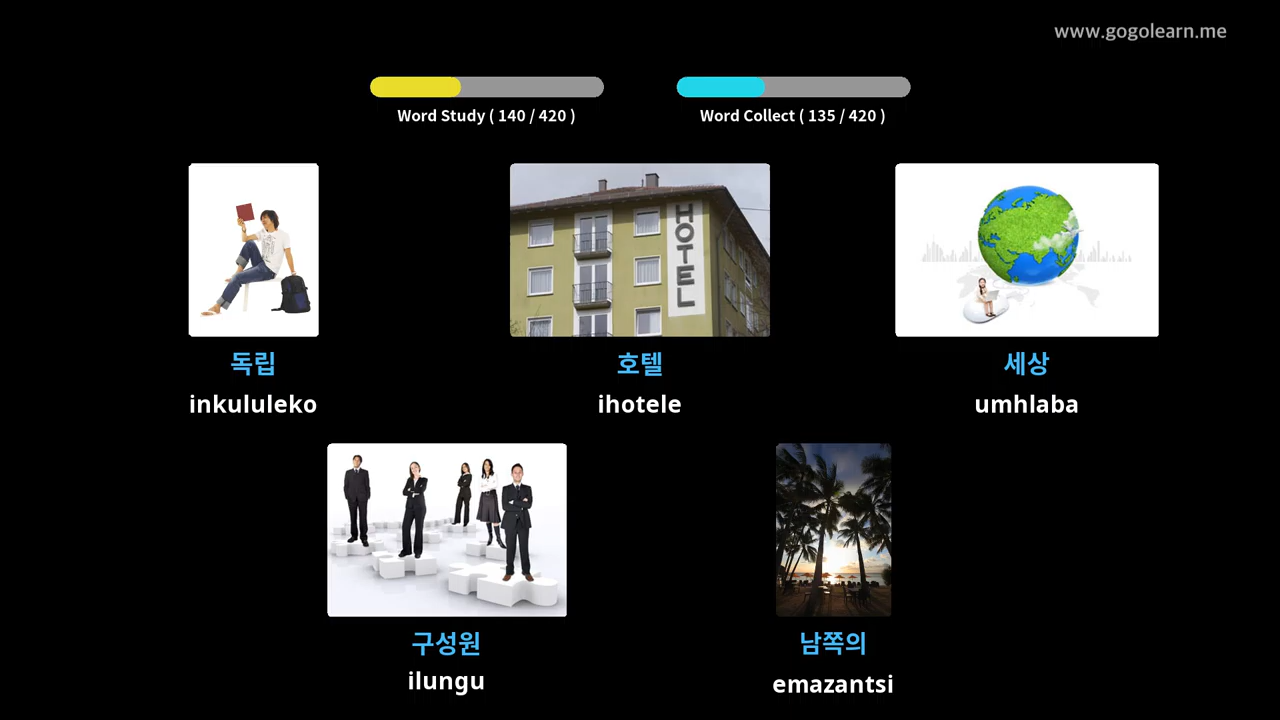 www.gogolearn.me
Word Study ( 140 / 420 )
Word Collect ( 135 / 420 )
HOTEL
독립
호텔
세상
inkululeko
ihotele
umhlaba
구성원
남쪽의
ilungu
emazantsi